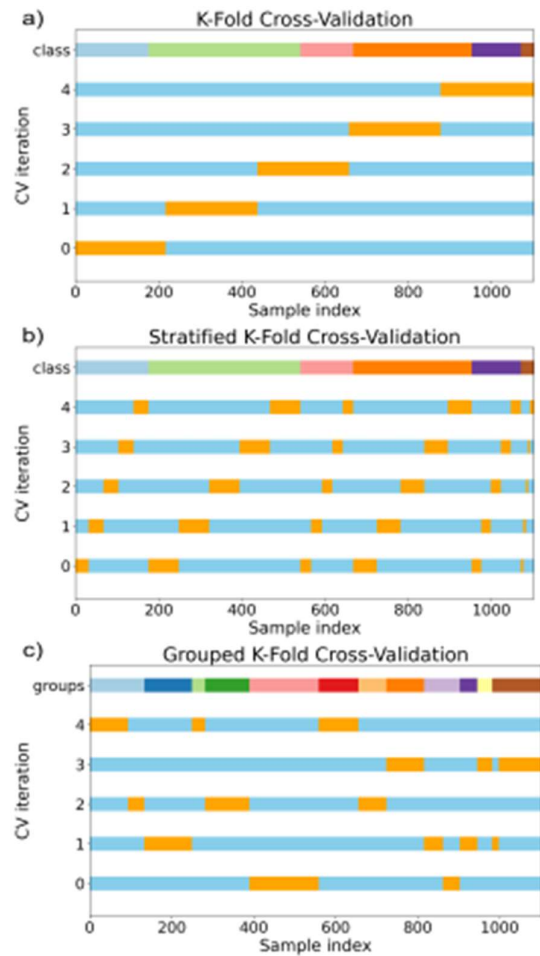 a)
K-Fold Cross-Validation
class
4
3
2
1
0
CV iteration
0 200 400 600 800 1000
Sample index
b)
Stratified K-Fold Cross-Validation
class
4
3
2
1
0
CV iteration
0 200 400 600 800 1000
Sample index
c)
Grouped K-Fold Cross-Validation
groups
4
3
2
1
0
CV iteration
0 200 400 600 800 1000
Sample index